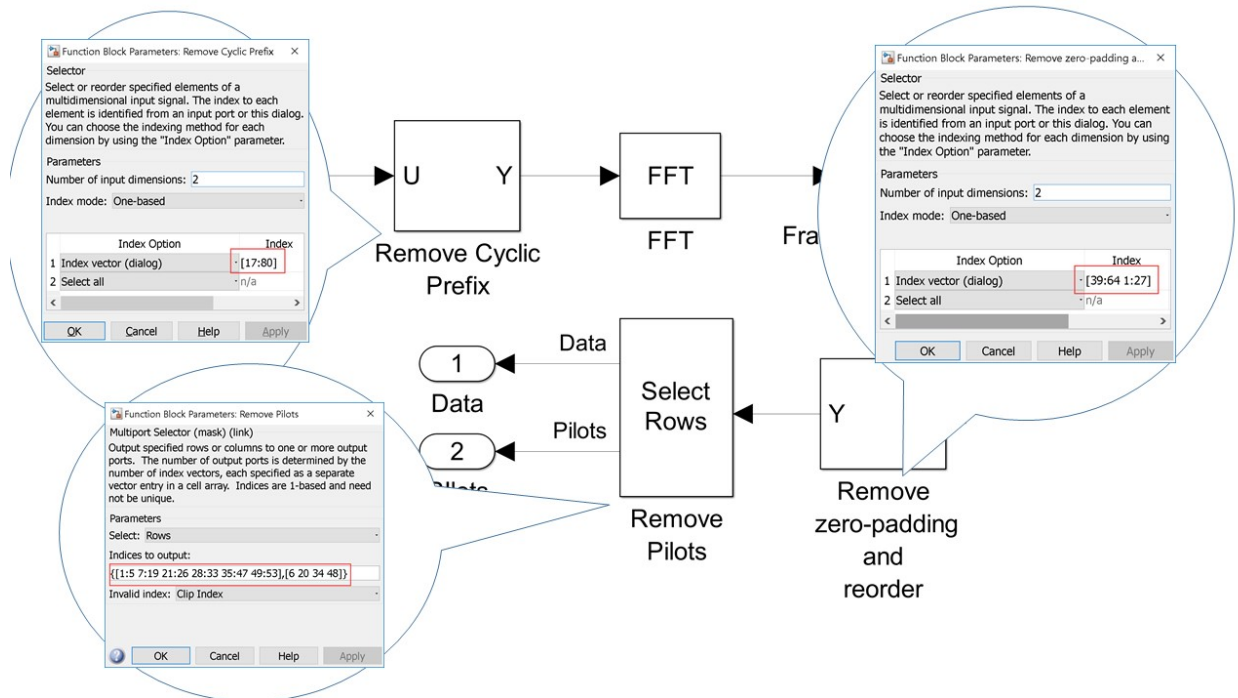 Function Block Parameters: Remove Cyclic Prefix
Selector
Select or reorder specified elements of a
multidimensional input signal. The index to each
element is identified from an input port or this dialog.
You can choose the indexing method for each
dimension by using the "Index Option" parameter.
Parameters
Number of input dimensions: 2
Index mode: One-based
Index Option Index
1 Index vector (dialog) [17:80]
2 Select all n/a
OK Cancel Help Apply
U Y
Remove Cyclic
Prefix
FFT
FFT
Fra
Function Block Parameters: Remove zero-padding a...
Selector
Select or reorder specified elements of a
multidimensional input signal. The index to each element
is identified from an input port or this dialog. You can
choose the indexing method for each dimension by using
the "Index Option" parameter.
Parameters
Number of input dimensions: 2
Index mode: One-based
Index Option Index
1 Index vector (dialog) [39:64 1:27]
2 Select all n/a
OK Cancel Help Apply
Y
Remove
zero-padding
and
reorder
Select
Rows
Remove
Pilots
Data
1
Data
Pilots
2
Pilots
Function Block Parameters: Remove Pilots
Multiport Selector (mask) (link)
Output specified rows or columns to one or more output
ports. The number of output ports is determined by the
number of index vectors, each specified as a separate
vector entry in a cell array. Indices are 1-based and need
not be unique.
Parameters
Select: Rows
Indices to output:
{[1:5 7:19 21:26 28:33 35:47 49:53],[6 20 34 48]}
Invalid index: Clip Index
OK Cancel Help Apply